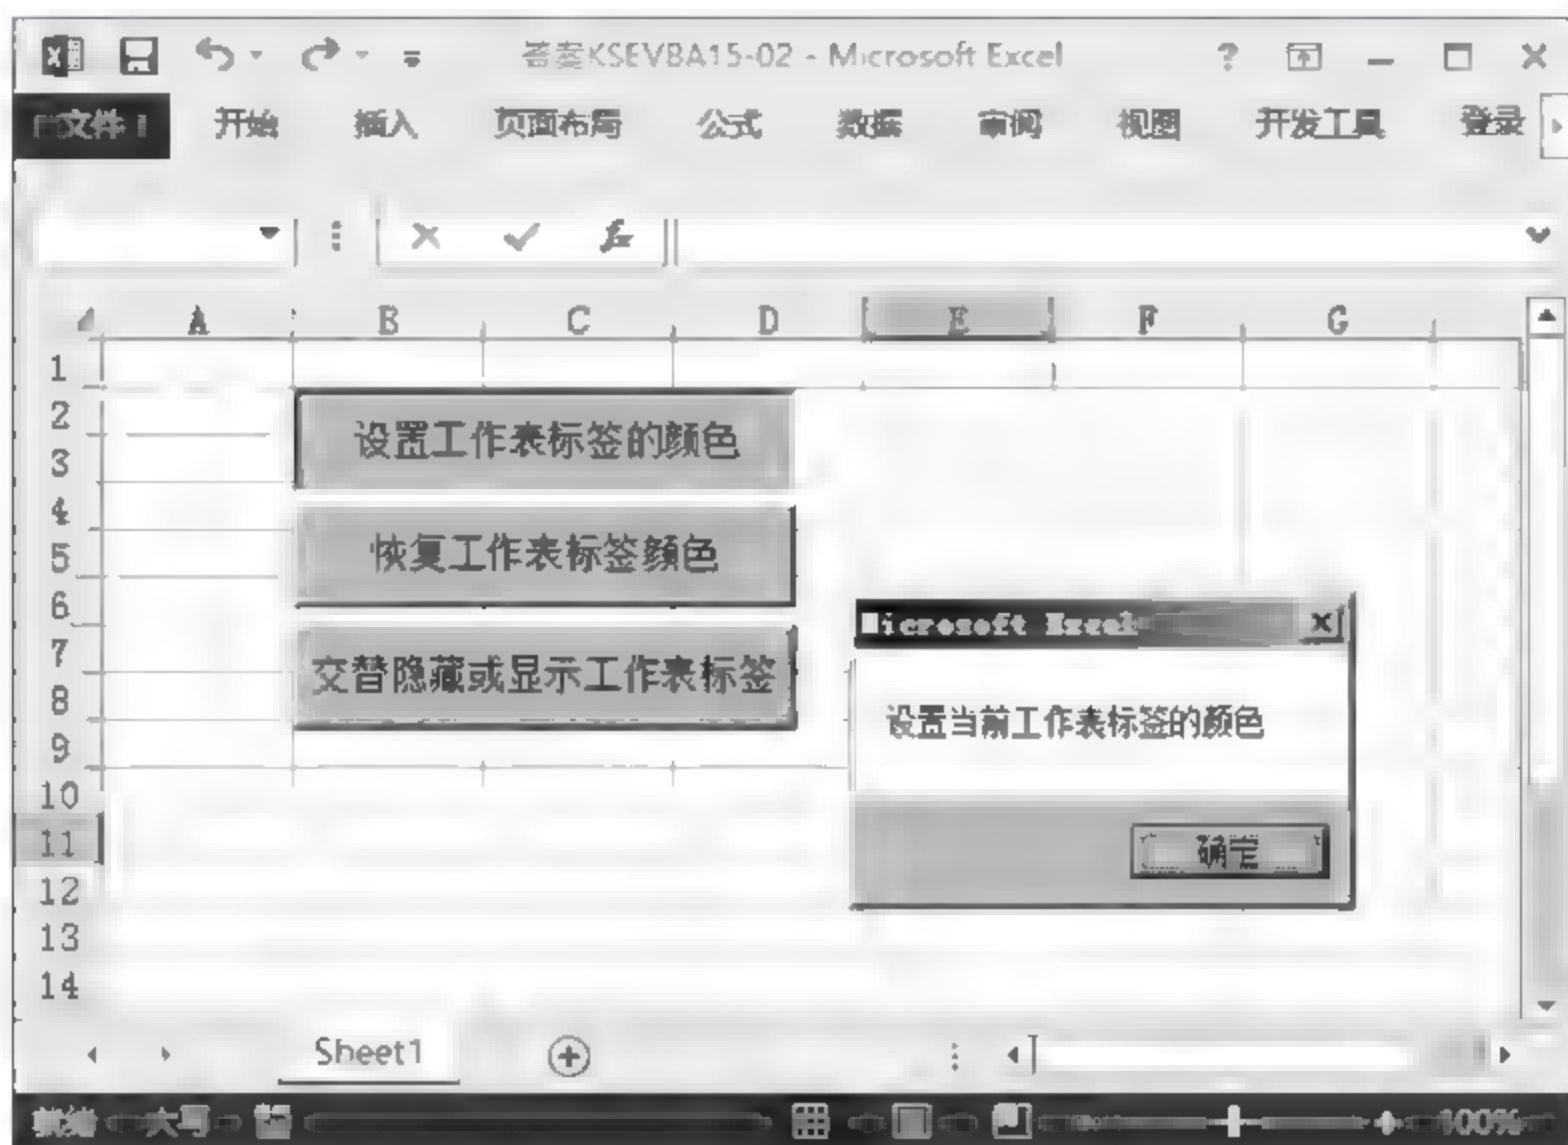 答案KSEVBA15-02 - Microsoft Excel
文件 开始 插入 页面布局 公式 数据 审阅 视图 开发工具 登录
fx
A B C D E F G
1
2
设置工作表标签的颜色
3
4
5
恢复工作表标签颜色
6
Microsoft Excel
7
交替隐藏或显示工作表标签
8
设置当前工作表标签的颜色
9
10
11
确定
12
13
14
Sheet1
就绪 大写 100%